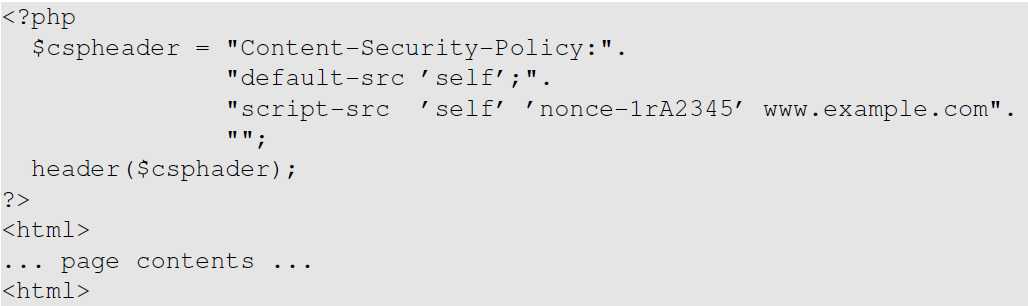 <?php
  $cspheader = "Content-Security-Policy:".
               "default-src ’self’;".
               "script-src  ’self’ ’nonce-1rA2345’ www.example.com".
               "";
  header($csphader);
?>
<html>
... page contents ...
<html>